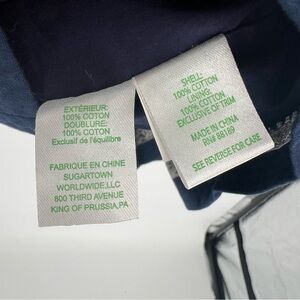 EXTÉRIEUR:
100% COTON
DOUBLURE:
100% COTON
Exclusif de l'équilibre
FABRIQUE EN CHINE
SUGARTOWN
WORLDWIDE,LLC
800 THIRD AVENUE
KING OF PRUSSIA,PA
SHELL:
100% COTTON
LINING:
100% COTTON
EXCLUSIVE OF TRIM
MADE IN CHINA
RN# 86189
SEE REVERSE FOR CARE